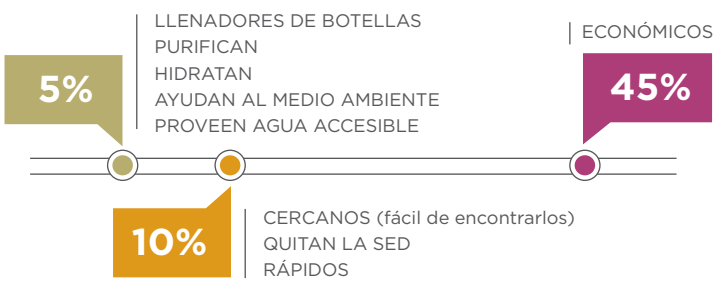 5%
LLENADORES DE BOTELLAS
PURIFICAN
HIDRATAN
AYUDAN AL MEDIO AMBIENTE
PROVEEN AGUA ACCESIBLE
ECONÓMICOS
45%
10%
CERCANOS (fácil de encontrarlos)
QUITAN LA SED
RÁPIDOS